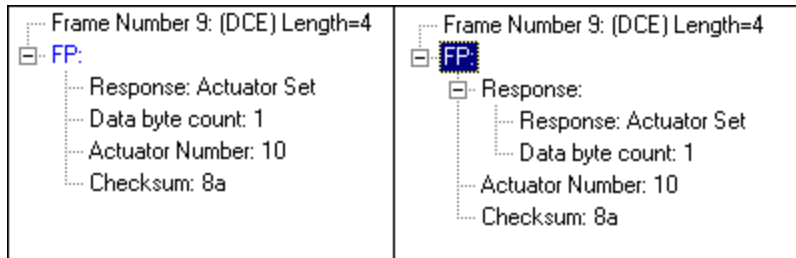 Frame Number 9: (DCE) Length=4
FP:
Response: Actuator Set
Data byte count: 1
Actuator Number: 10
Checksum: 8a
Frame Number 9: (DCE) Length=4
FP:
Response:
Response: Actuator Set
Data byte count: 1
Actuator Number: 10
Checksum: 8a